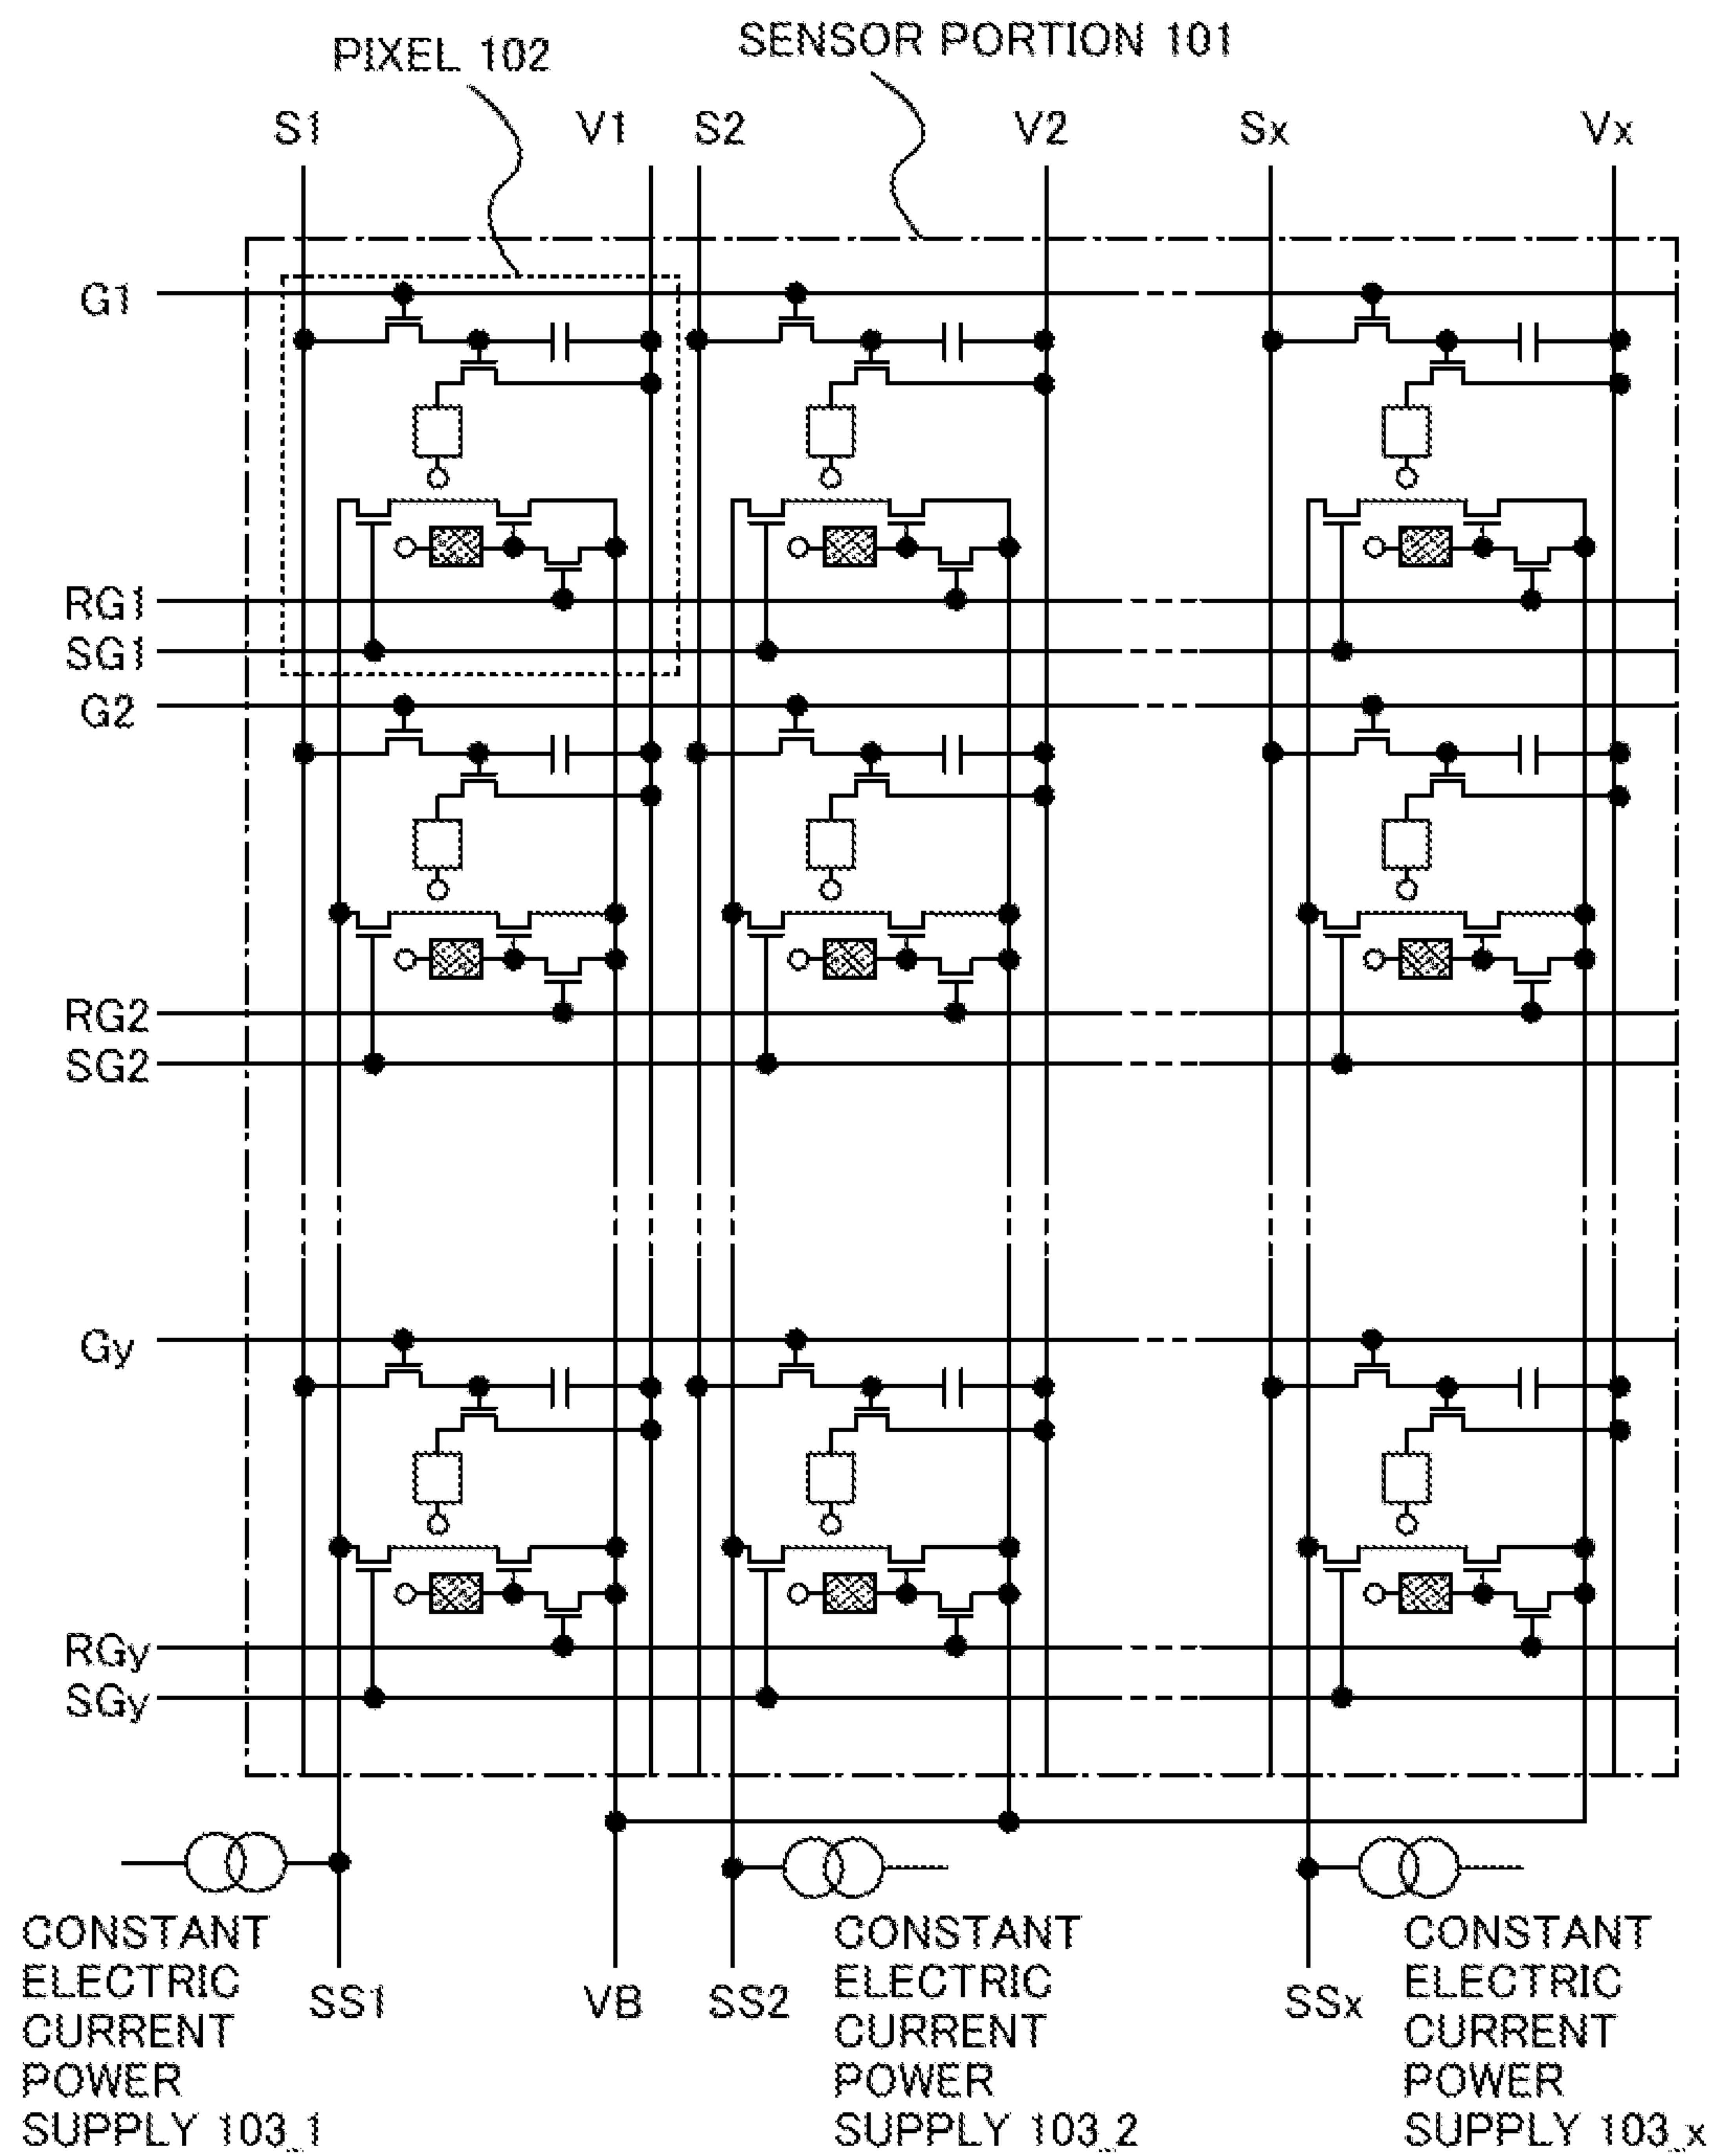 PIXEL 102
SENSOR PORTION 101
S1
V1
S2
V2
Sx
Vx
G1
RG1
SG1
G2
RG2
SG2
Gy
RGy
SGy
CONSTANT
ELECTRIC
CURRENT
POWER
SUPPLY 103_1
SS1
VB
SS2
CONSTANT
ELECTRIC
CURRENT
POWER
SUPPLY 103_2
SSx
CONSTANT
ELECTRIC
CURRENT
POWER
SUPPLY 103_x